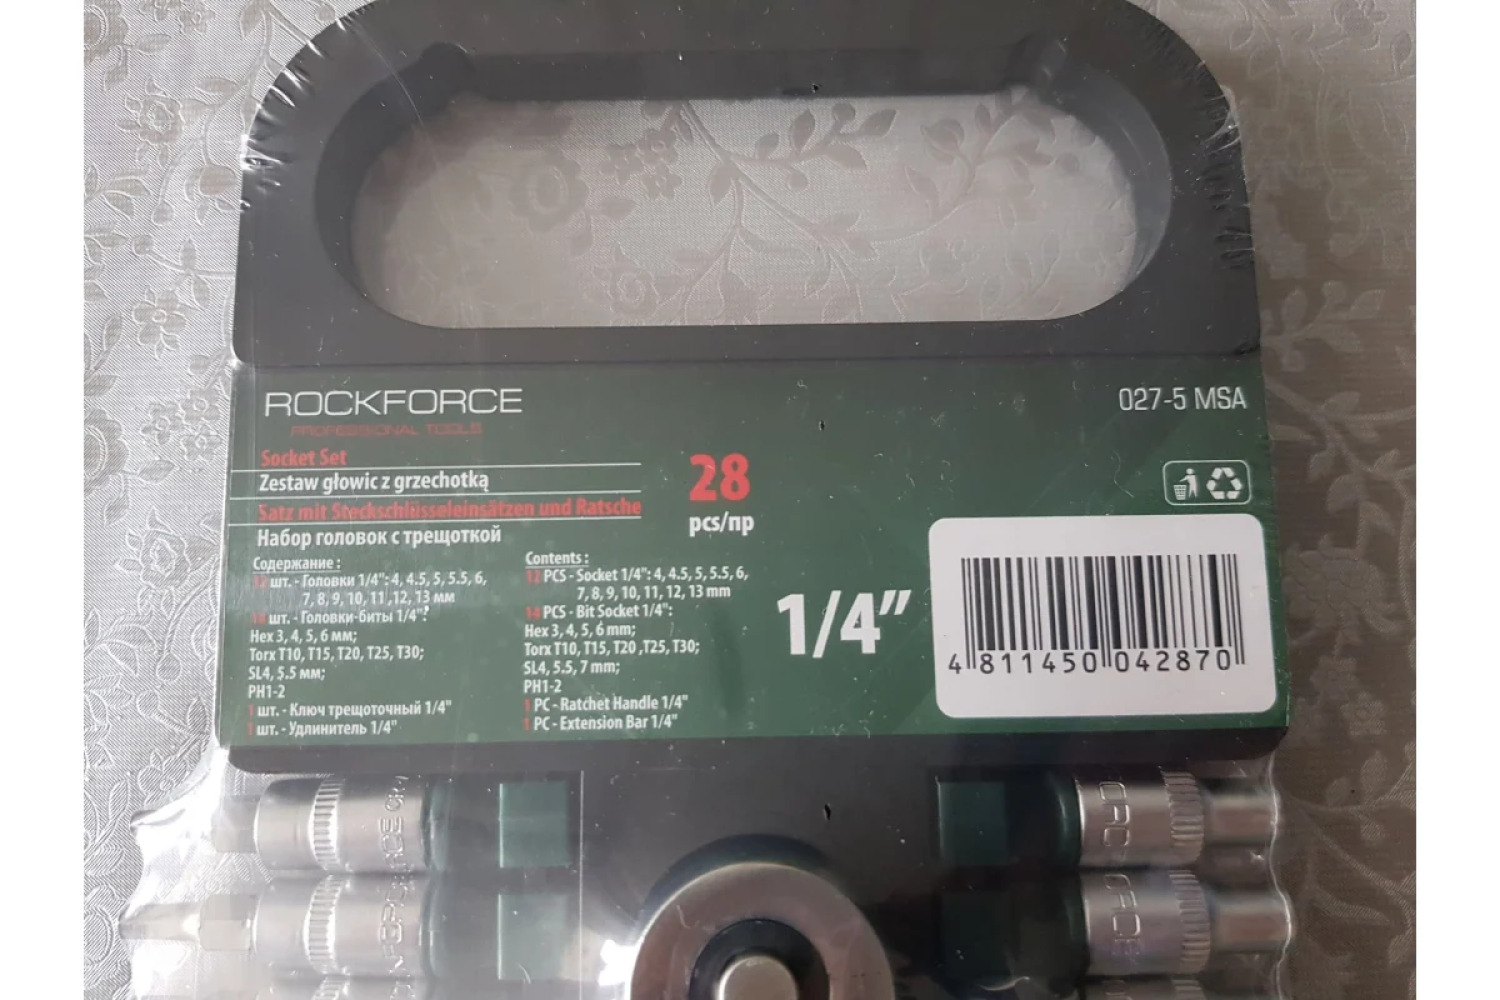 ROCKFORCE
PROFESSIONAL TOOLS
027-5 MSA
Socket Set
Zestaw głowic z grzechotką
Satz mit Steckschlüsseleinsätzen und Ratsche
Набор головок с трещоткой
28
pcs/пр
Содержание :
12 шт. - Головки 1/4": 4, 4.5, 5, 5.5, 6,
7, 8, 9, 10, 11 ,12, 13 мм
14 шт. - Головки-биты 1/4":
Hex 3, 4, 5, 6 мм;
Torx T10, T15, T20, T25, T30;
SL4, 5.5 мм;
PH1-2
1 шт. - Ключ трещоточный 1/4"
1 шт. - Удлинитель 1/4"
Contents :
12 PCS - Socket 1/4": 4, 4.5, 5, 5.5, 6,
7, 8, 9, 10, 11, 12, 13 mm
14 PCS - Bit Socket 1/4":
Hex 3, 4, 5, 6 mm;
Torx T10, T15, T20 ,T25, T30;
SL4, 5.5, 7 mm;
PH1-2
1 PC - Ratchet Handle 1/4"
1 PC - Extension Bar 1/4"
1/4"
4 811450 042870